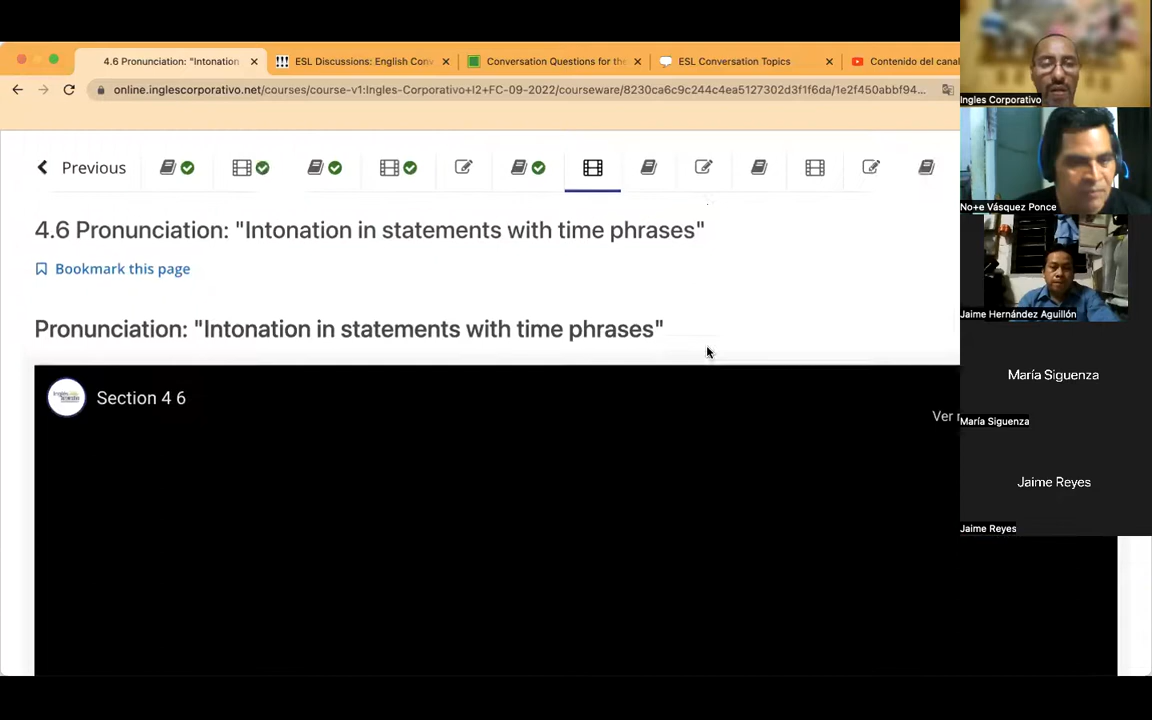 4.6 Pronunciation: "Intonation
ESL Discussions: English Conv
Conversation Questions for the
ESL Conversation Topics
Contenido del canal
online.inglescorporativo.net/courses/course-v1:Ingles-Corporativo+I2+FC-09-2022/courseware/8230ca6c9c244c4ea5127302d3f1f6da/1e2f450abbf94...
Ingles Corporativo
Previous
No+e Vásquez Ponce
4.6 Pronunciation: "Intonation in statements with time phrases"
Bookmark this page
Jaime Hernández Aguillón
Pronunciation: "Intonation in statements with time phrases"
Section 4 6
Ver
María Siguenza
María Siguenza
Jaime Reyes
Jaime Reyes